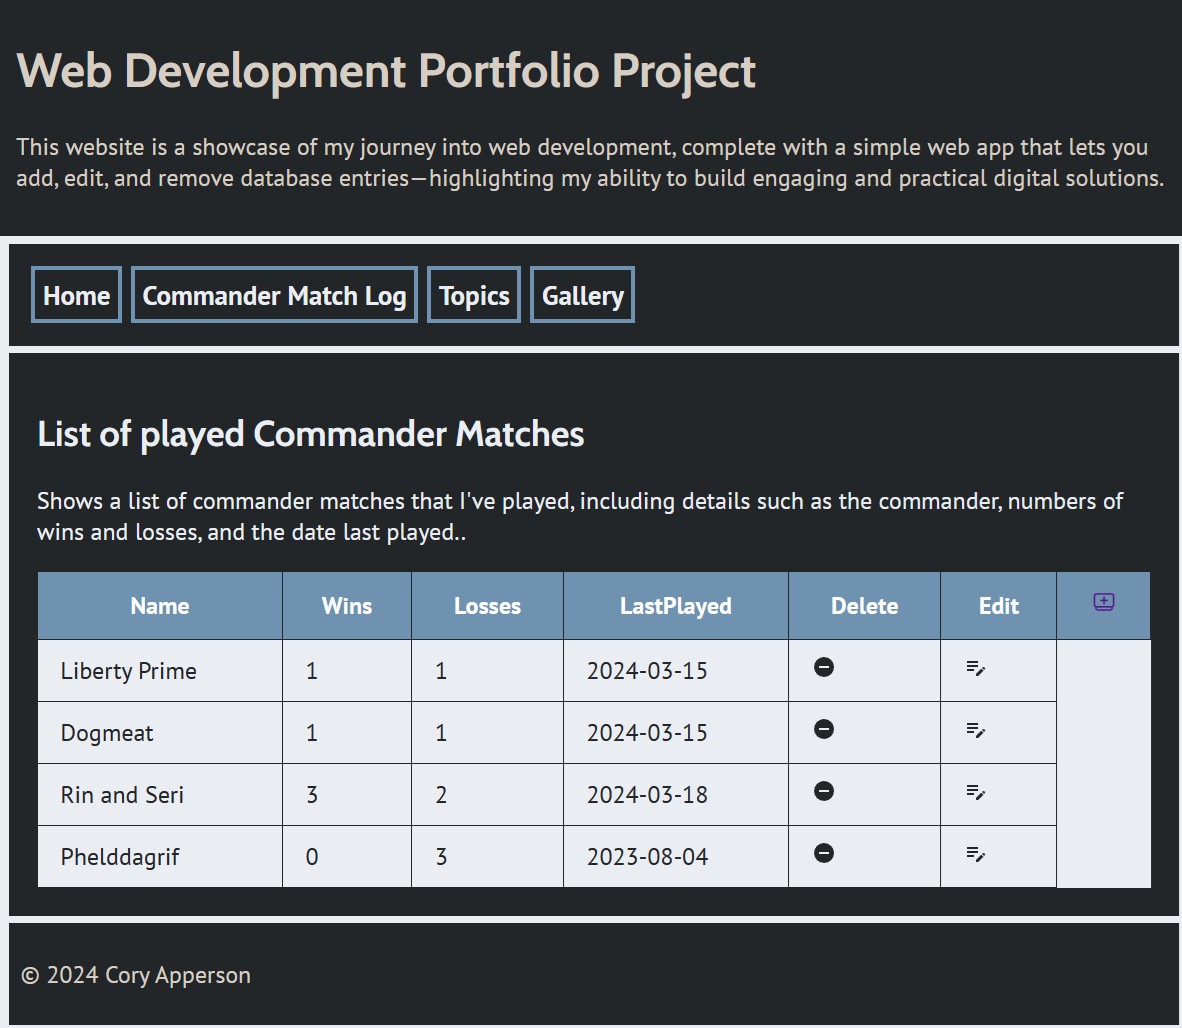 Web Development Portfolio Project
This website is a showcase of my journey into web development, complete with a simple web app that lets you
add, edit, and remove database entries—highlighting my ability to build engaging and practical digital solutions.
Home Commander Match Log Topics Gallery
List of played Commander Matches
Shows a list of commander matches that I've played, including details such as the commander, numbers of
wins and losses, and the date last played..
Name Wins Losses LastPlayed Delete Edit
Liberty Prime 1 1 2024-03-15
Dogmeat 1 1 2024-03-15
Rin and Seri 3 2 2024-03-18
Phelddagrif 0 3 2023-08-04
© 2024 Cory Apperson